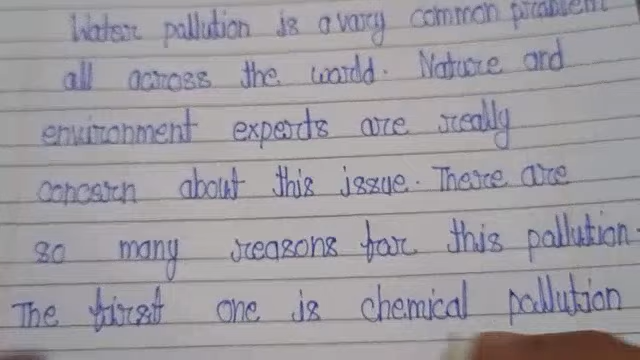 Water pollution is a vary common problem
all across the world. Nature and
environment experts are really
concern about this issue. There are
so many reasons for this pollution.
The first one is chemical pollution